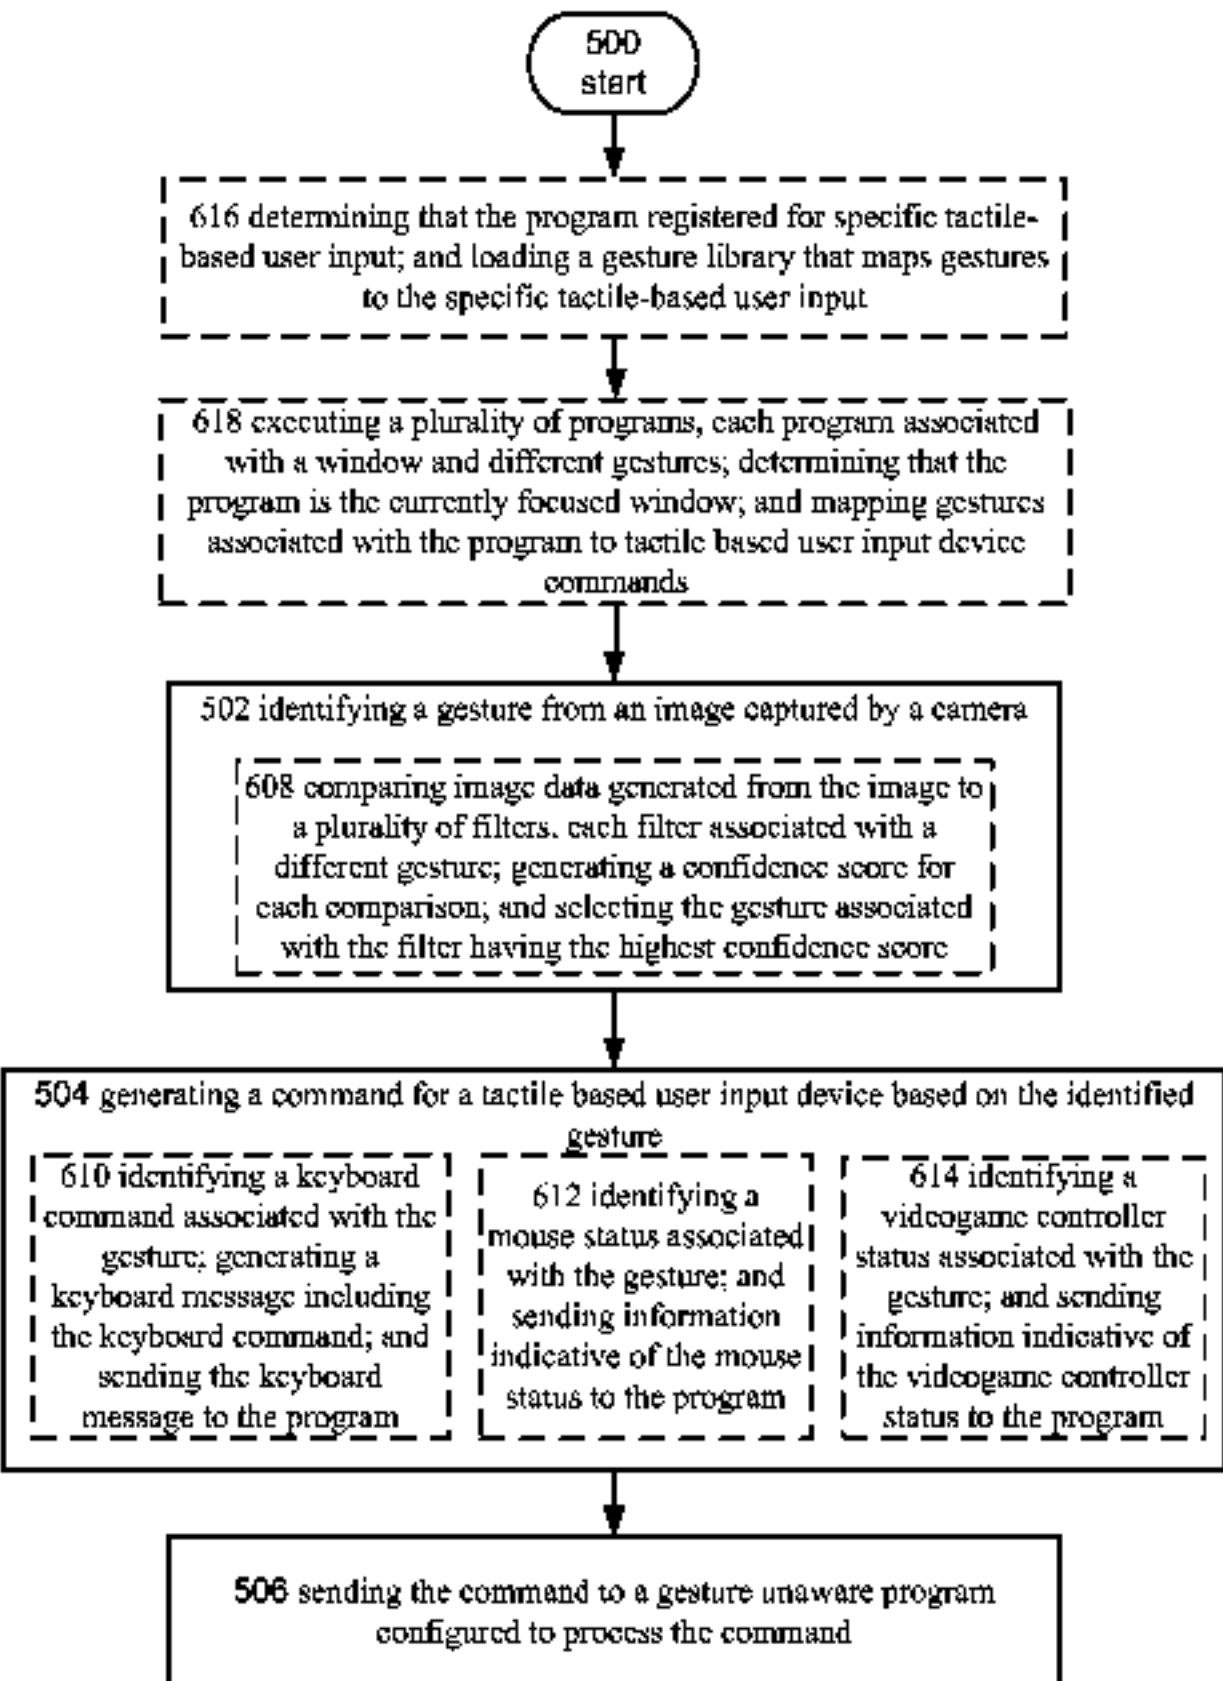 500
start
616 determining that the program registered for specific tactile-
based user input; and loading a gesture library that maps gestures
to the specific tactile-based user input
618 executing a plurality of programs, each program associated
with a window and different gestures; determining that the
program is the currently focused window; and mapping gestures
associated with the program to tactile based user input device
commands
502 identifying a gesture from an image captured by a camera
608 comparing image data generated from the image to
a plurality of filters, each filter associated with a
different gesture; generating a confidence score for
each comparison; and selecting the gesture associated
with the filter having the highest confidence score
504 generating a command for a tactile based user input device based on the identified
gesture
610 identifying a keyboard
command associated with the
gesture; generating a
keyboard message including
the keyboard command; and
sending the keyboard
message to the program
612 identifying a
mouse status associated
with the gesture; and
sending information
indicative of the mouse
status to the program
614 identifying a
videogame controller
status associated with the
gesture; and sending
information indicative of
the videogame controller
status to the program
506 sending the command to a gesture unaware program
configured to process the command